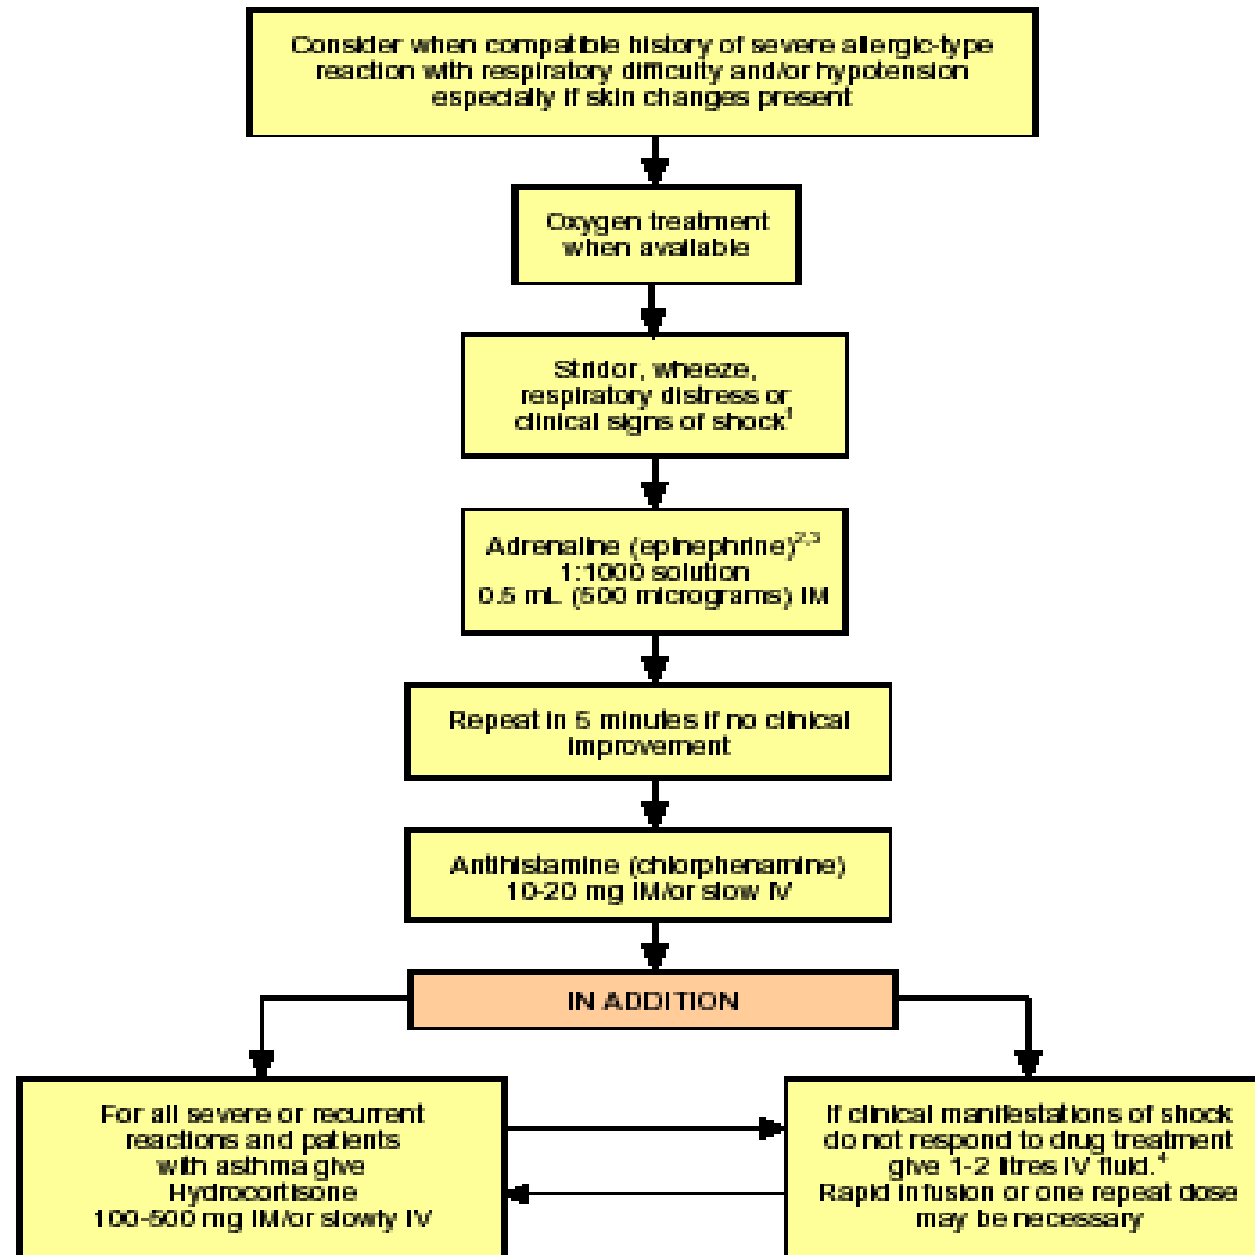 Consider when compatible history of severe allergic-type
reaction with respiratory difficulty and/or hypotension
especially if skin changes present
Oxygen treatment
when available
Stridor, wheeze,
respiratory distress or
clinical signs of shock¹
Adrenaline (epinephrine)²,³
1:1000 solution
0.5 mL (500 micrograms) IM
Repeat in 5 minutes if no clinical
improvement
Antihistamine (chlorphenamine)
10-20 mg IM/or slow IV
IN ADDITION
For all severe or recurrent
reactions and patients
with asthma give
Hydrocortisone
100-500 mg IM/or slowly IV
If clinical manifestations of shock
do not respond to drug treatment
give 1-2 litres IV fluid.⁴
Rapid infusion or one repeat dose
may be necessary